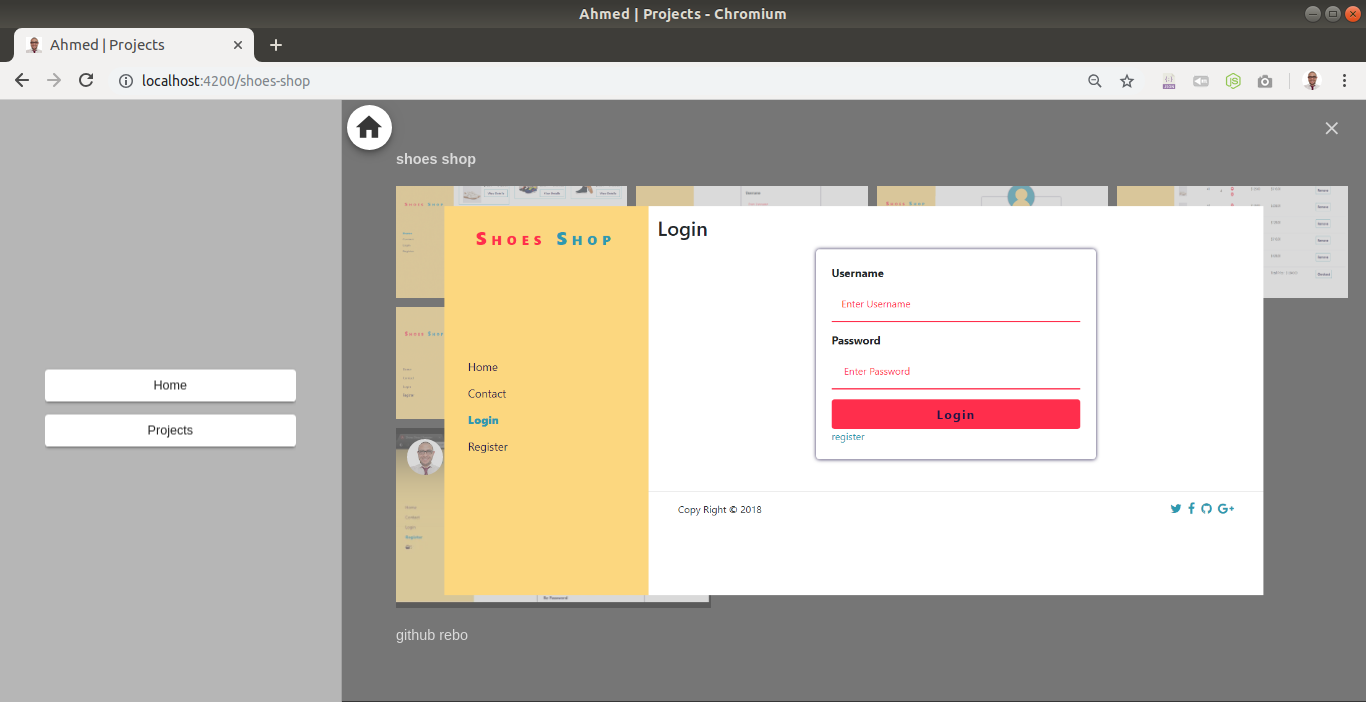 Ahmed | Projects - Chromium
Ahmed | Projects
localhost:4200/shoes-shop
Home
Projects
shoes shop
SHOES SHOP
Home
Contact
Login
Register
Login
Username
Enter Username
Password
Enter Password
Login
register
Copy Right © 2018
github rebo